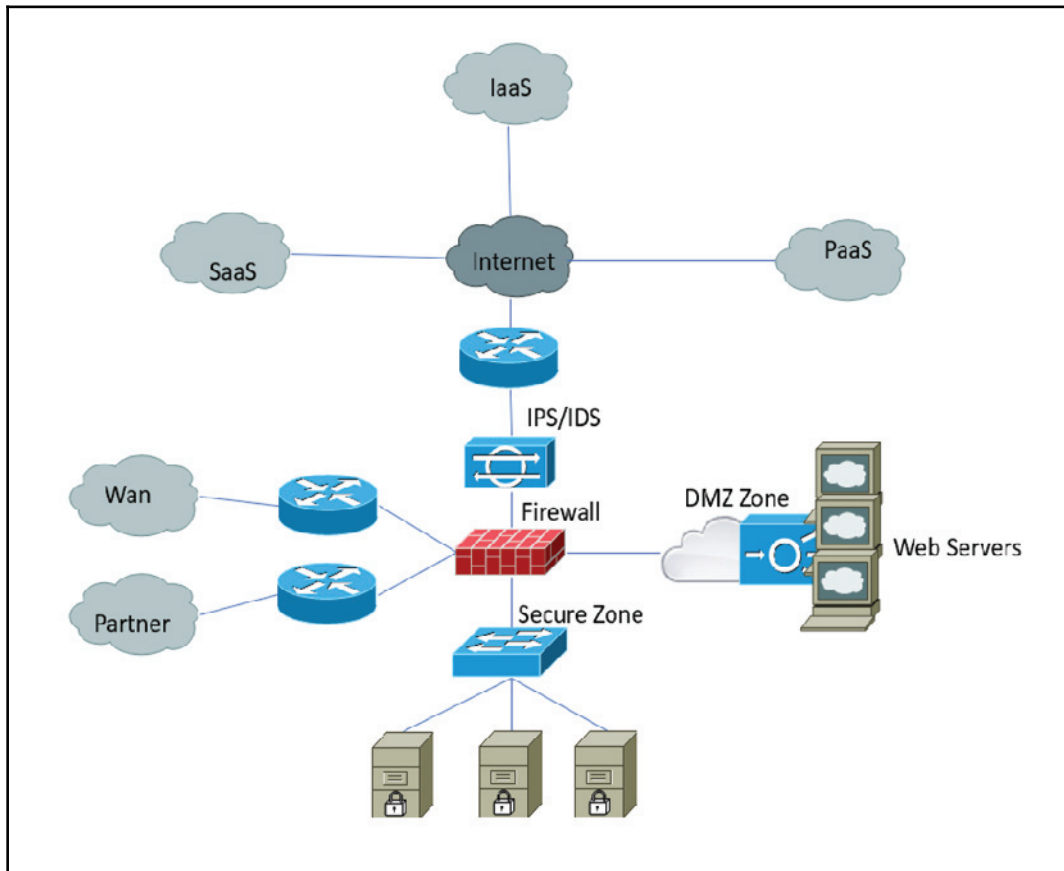 IaaS
SaaS
Internet
PaaS
IPS/IDS
Wan
Firewall
DMZ Zone
Web Servers
Partner
Secure Zone